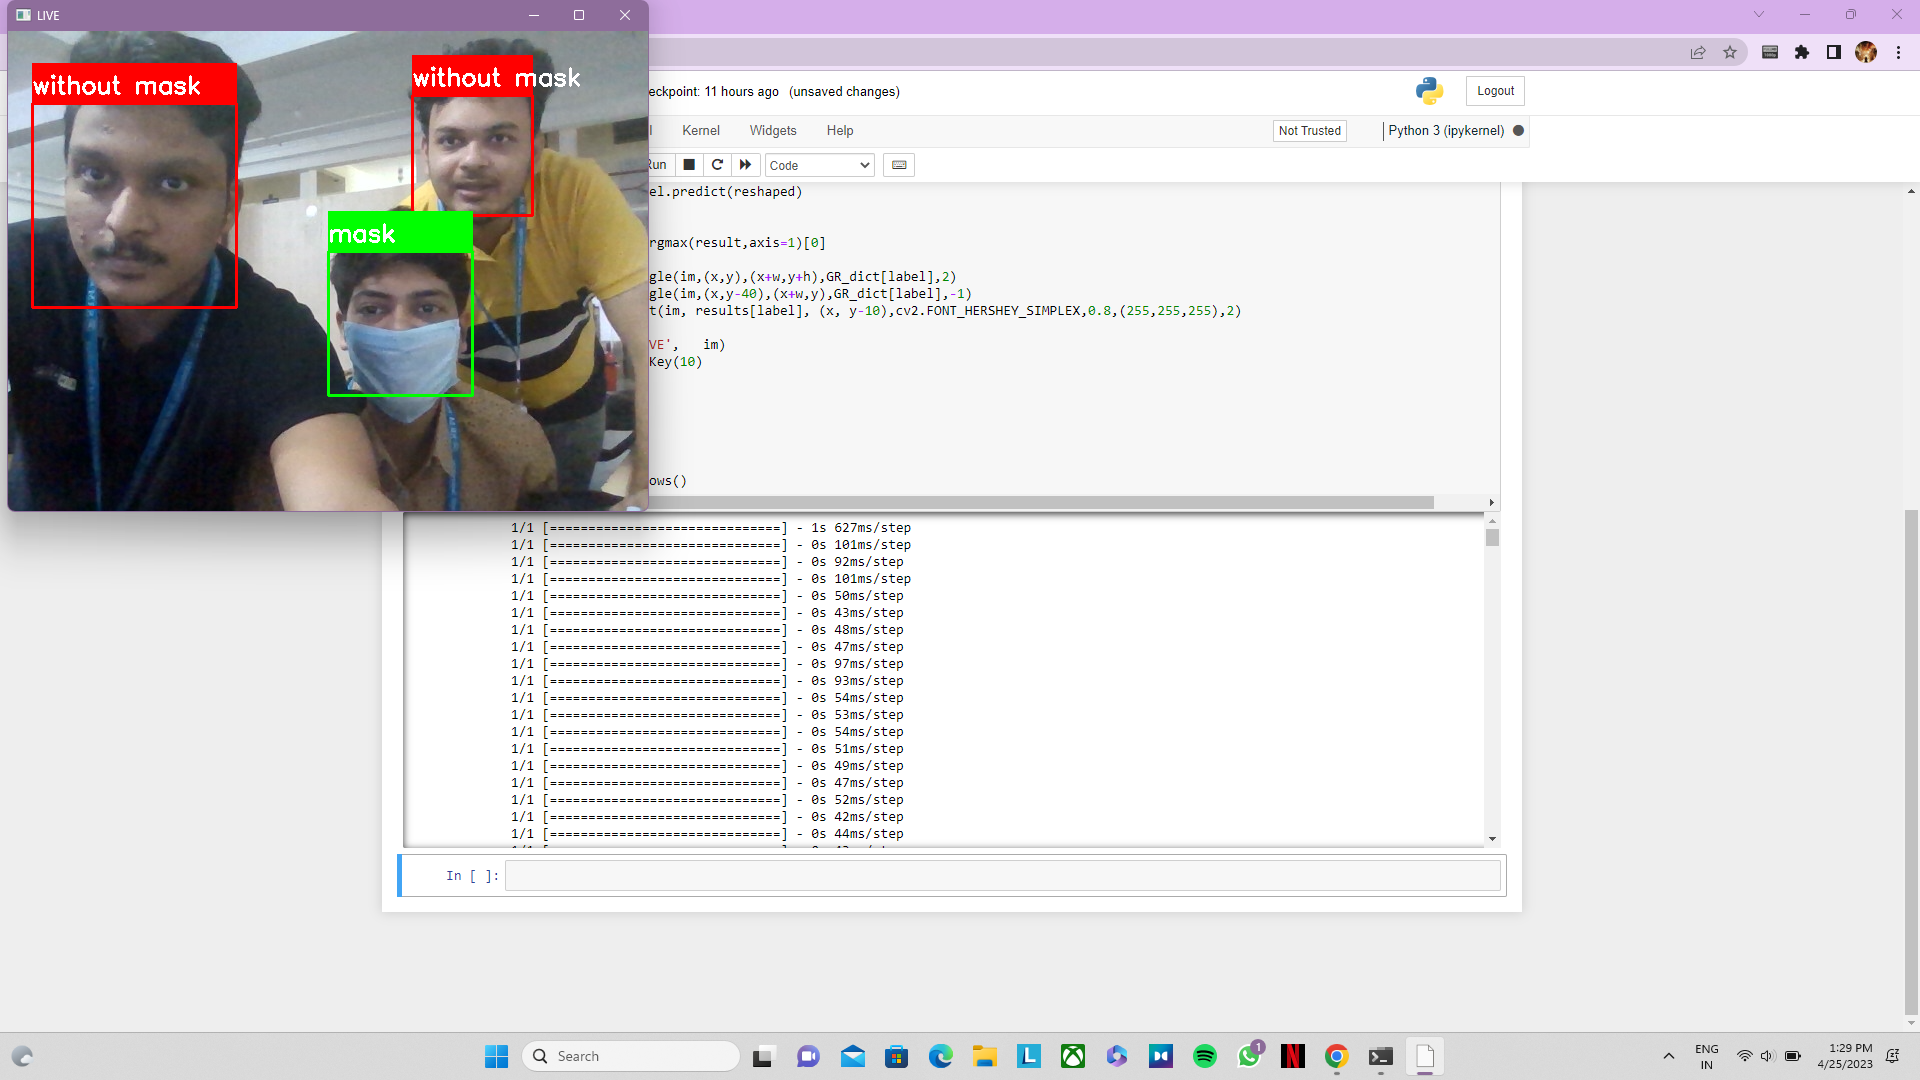 LIVE
without mask
without mask
mask
eckpoint: 11 hours ago (unsaved changes)
Logout
Kernel Widgets Help
Not Trusted
Python 3 (ipykernel)
Run
Code
el.predict(reshaped)
rgmax(result,axis=1)[0]
gle(im,(x,y),(x+w,y+h),GR_dict[label],2)
gle(im,(x,y-40),(x+w,y),GR_dict[label],-1)
t(im, results[label], (x, y-10),cv2.FONT_HERSHEY_SIMPLEX,0.8,(255,255,255),2)
VE', im)
Key(10)
ows()
1/1 [==============================] - 1s 627ms/step
1/1 [==============================] - 0s 101ms/step
1/1 [==============================] - 0s 92ms/step
1/1 [==============================] - 0s 101ms/step
1/1 [==============================] - 0s 50ms/step
1/1 [==============================] - 0s 43ms/step
1/1 [==============================] - 0s 48ms/step
1/1 [==============================] - 0s 47ms/step
1/1 [==============================] - 0s 97ms/step
1/1 [==============================] - 0s 93ms/step
1/1 [==============================] - 0s 54ms/step
1/1 [==============================] - 0s 53ms/step
1/1 [==============================] - 0s 54ms/step
1/1 [==============================] - 0s 51ms/step
1/1 [==============================] - 0s 49ms/step
1/1 [==============================] - 0s 47ms/step
1/1 [==============================] - 0s 52ms/step
1/1 [==============================] - 0s 42ms/step
1/1 [==============================] - 0s 44ms/step
In [ ]:
Search
L
N
1
ENG
IN
1:29 PM
4/25/2023